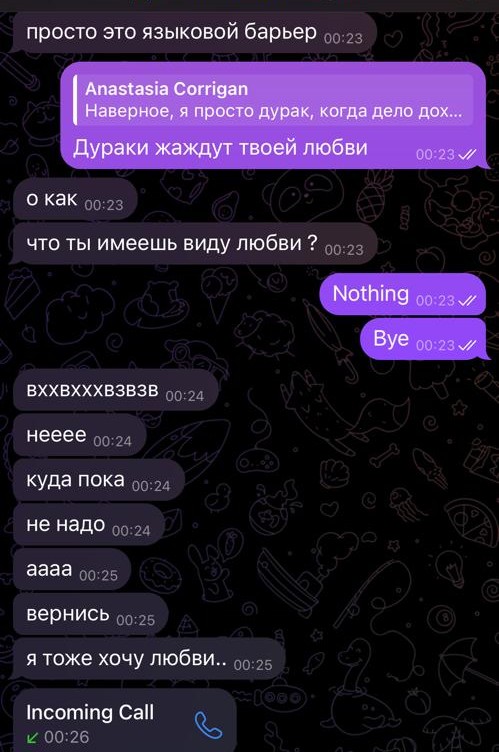 просто это языковой барьер 00:23
Anastasia Corrigan
Наверное, я просто дурак, когда дело дох...
Дураки жаждут твоей любви 00:23
о как 00:23
что ты имеешь виду любви ? 00:23
Nothing 00:23
Bye 00:23
вххвхххвзвзв 00:24
нееее 00:24
куда пока 00:24
не надо 00:24
аааа 00:25
вернись 00:25
я тоже хочу любви.. 00:25
Incoming Call
00:26